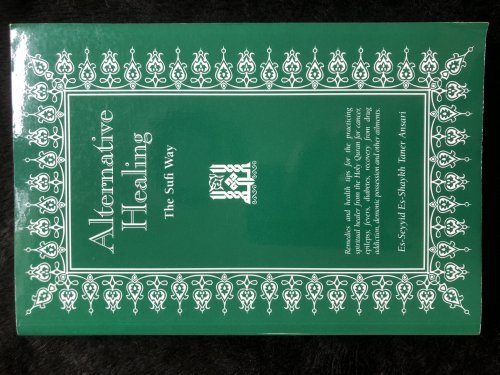 Alternative
Healing
The Sufi Way
Remedies and health tips for the practicing
spiritual healer from the Holy Quran for cancer,
epilepsy, fevers, diabetes, recovery from drug
addiction, demonic possession and other ailments.
Es-Seyyid Es-Shaykh Taner Ansari